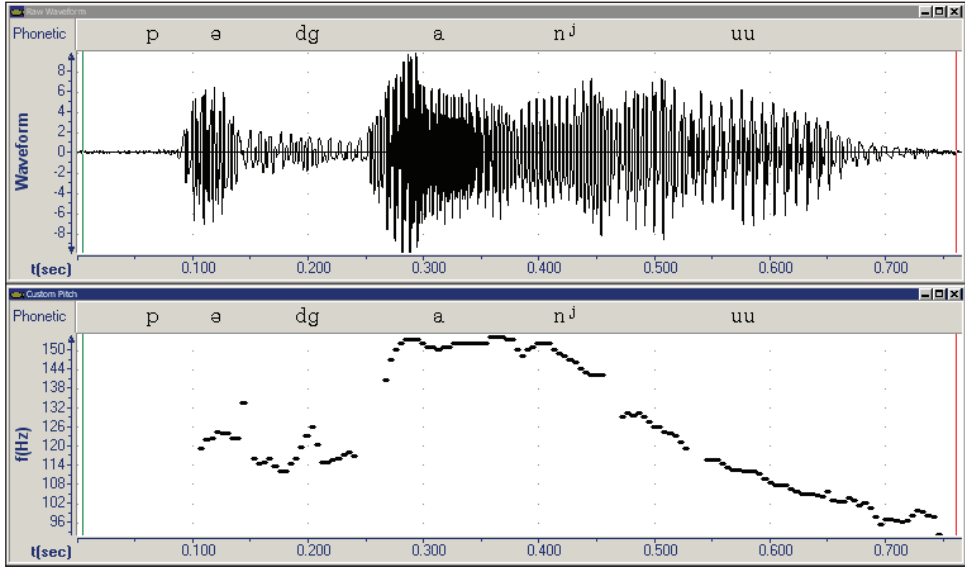 Raw Waveform
Phonetic p ə dg a nʲ uu
Waveform
8
6
4
2
0
-2
-4
-6
-8
t(sec) 0.100 0.200 0.300 0.400 0.500 0.600 0.700
Custom Pitch
Phonetic p ə dg a nʲ uu
f(Hz)
150
144
138
132
126
120
114
108
102
96
t(sec) 0.100 0.200 0.300 0.400 0.500 0.600 0.700